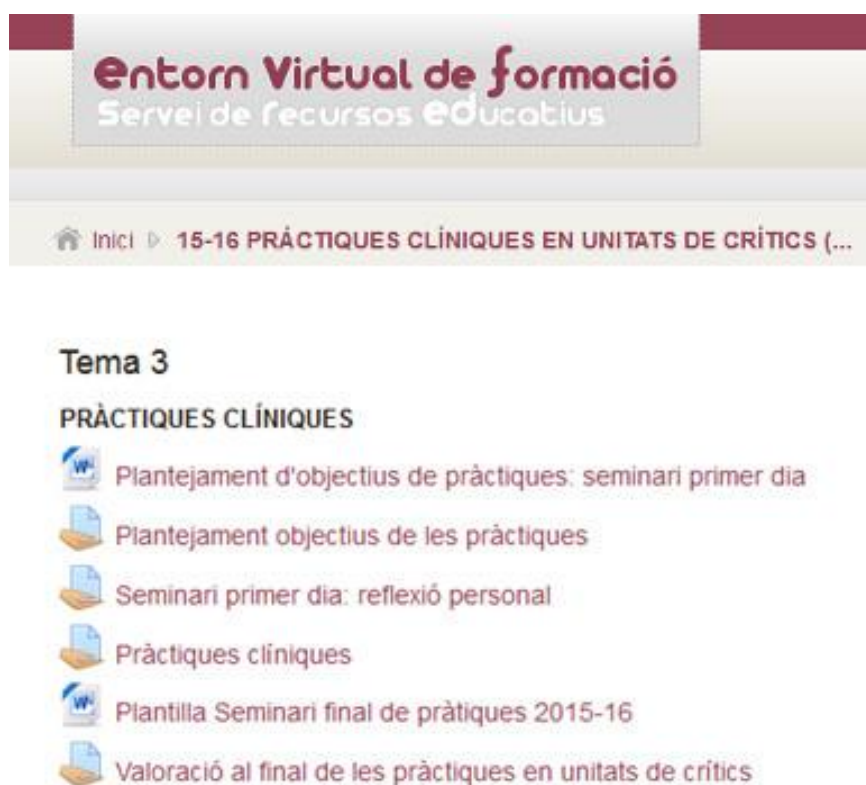 entorn Virtual de formació
Servei de recursos educatius
Inici 15-16 PRÁCTIQUES CLÍNIQUES EN UNITATS DE CRÍTICS (...
Tema 3
PRÀCTIQUES CLÍNIQUES
Plantejament d'objectius de pràctiques: seminari primer dia
Plantejament objectius de les pràctiques
Seminari primer dia: reflexió personal
Pràctiques clíniques
Plantilla Seminari final de pràtiques 2015-16
Valoració al final de les pràctiques en unitats de crítics